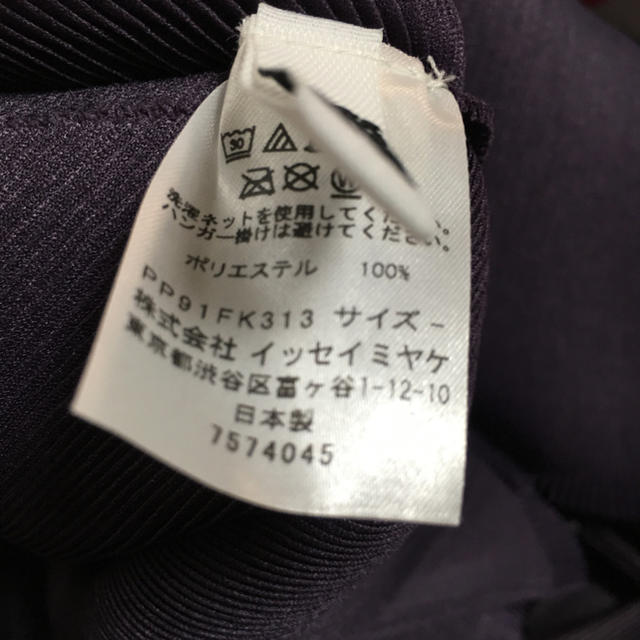 30
洗濯ネットを使用してください。
ハンガー掛けは避けてください。
ポリエステル 100%
PP91FK313 サイズ -
株式会社 イッセイミヤケ
東京都渋谷区富ヶ谷1-12-10
日本製
7574045